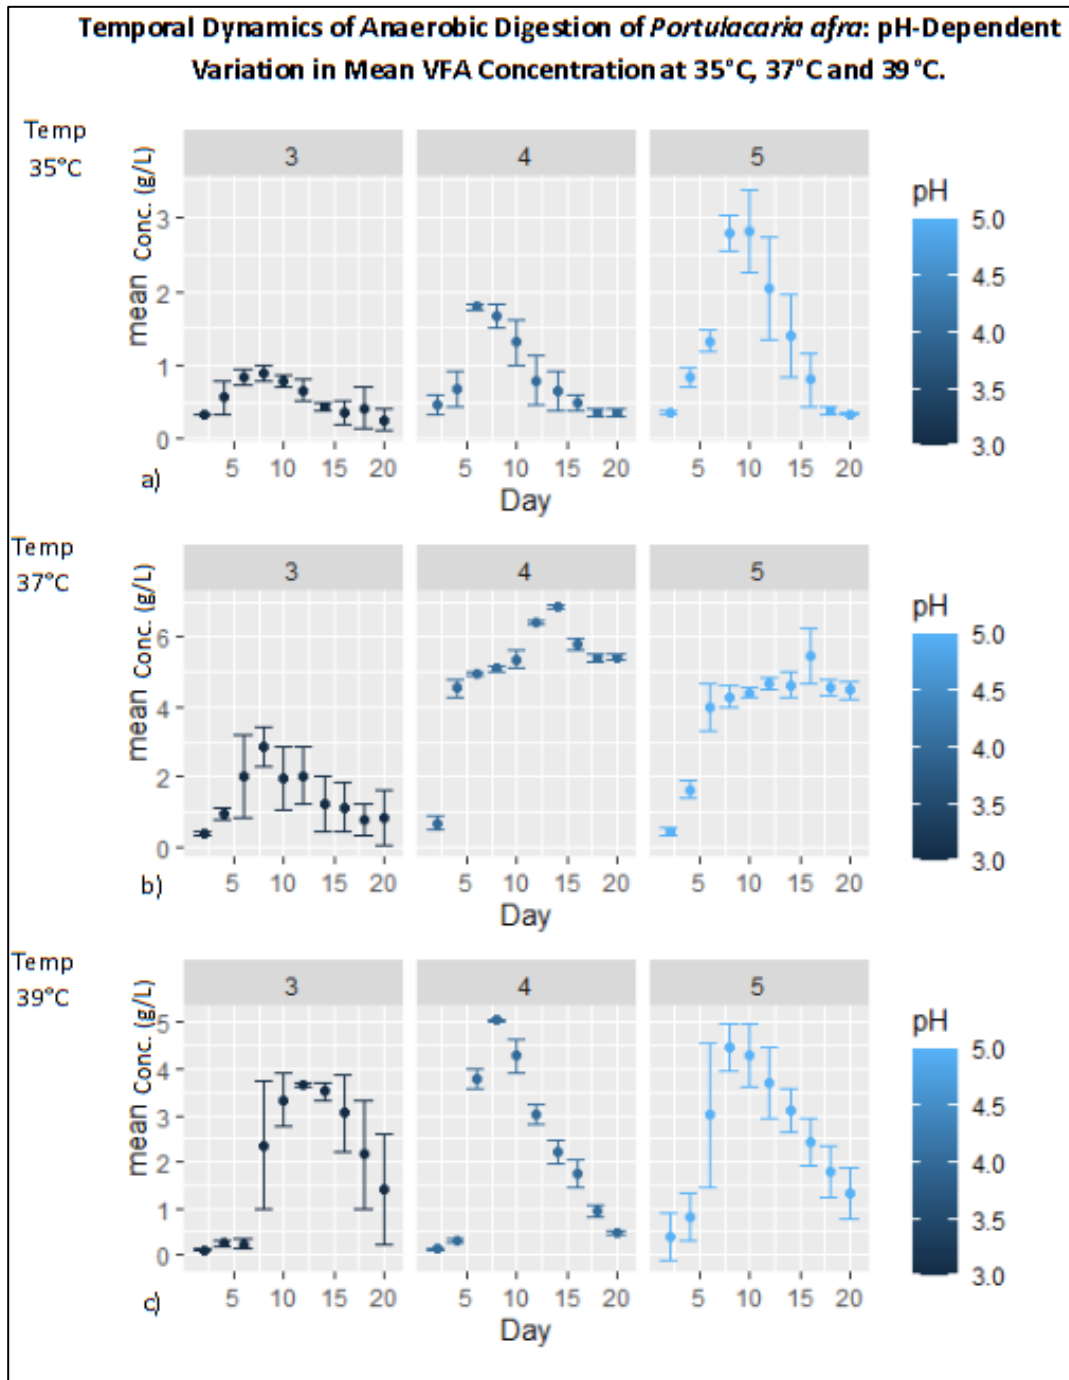 Temporal Dynamics of Anaerobic Digestion of Portulacaria afra: pH-Dependent
Variation in Mean VFA Concentration at 35°C, 37°C and 39°C.
Temp
35°C
mean Conc. (g/L)
3 4 5
3
2
1
0
5 10 15 20 5 10 15 20 5 10 15 20
a)
Day
pH
5.0
4.5
4.0
3.5
3.0
Temp
37°C
mean Conc. (g/L)
3 4 5
6
4
2
0
5 10 15 20 5 10 15 20 5 10 15 20
b)
Day
pH
5.0
4.5
4.0
3.5
3.0
Temp
39°C
mean Conc. (g/L)
3 4 5
5
4
3
2
1
0
5 10 15 20 5 10 15 20 5 10 15 20
c)
Day
pH
5.0
4.5
4.0
3.5
3.0